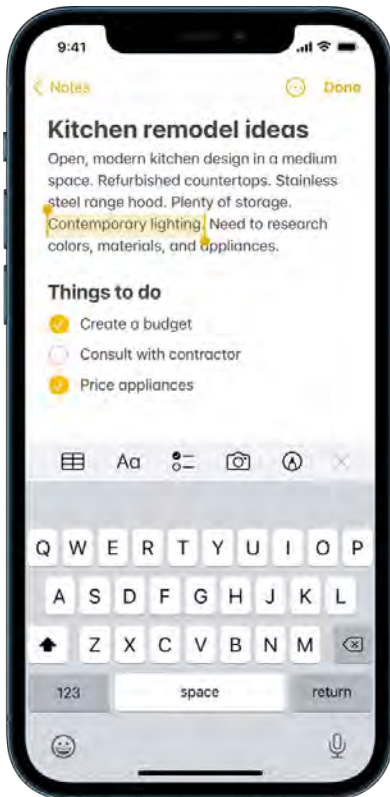 9:41
Notes
Done
Kitchen remodel ideas
Open, modern kitchen design in a medium
space. Refurbished countertops. Stainless
steel range hood. Plenty of storage.
Contemporary lighting. Need to research
colors, materials, and appliances.
Things to do
Create a budget
Consult with contractor
Price appliances
Aa
Q W E R T Y U I O P
A S D F G H J K L
Z X C V B N M
123 space return